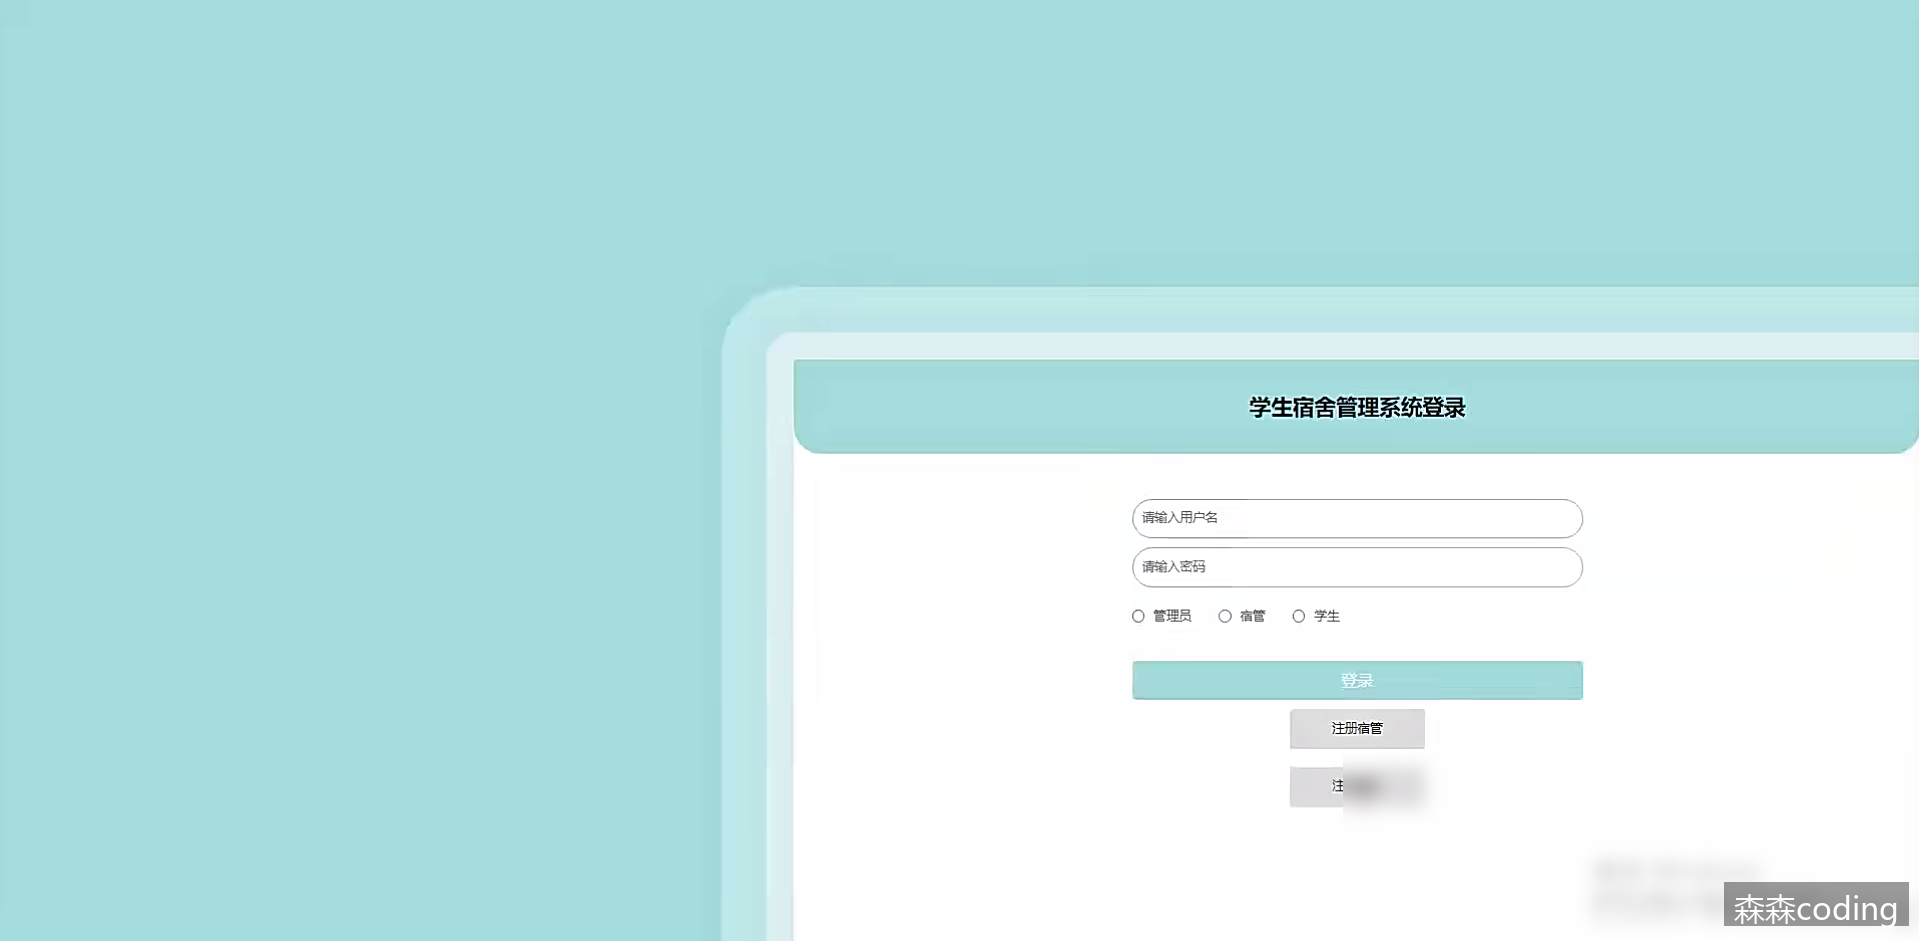 学生宿舍管理系统登录
请输入用户名
请输入密码
管理员 宿管 学生
登录
注册宿管
注
森森coding